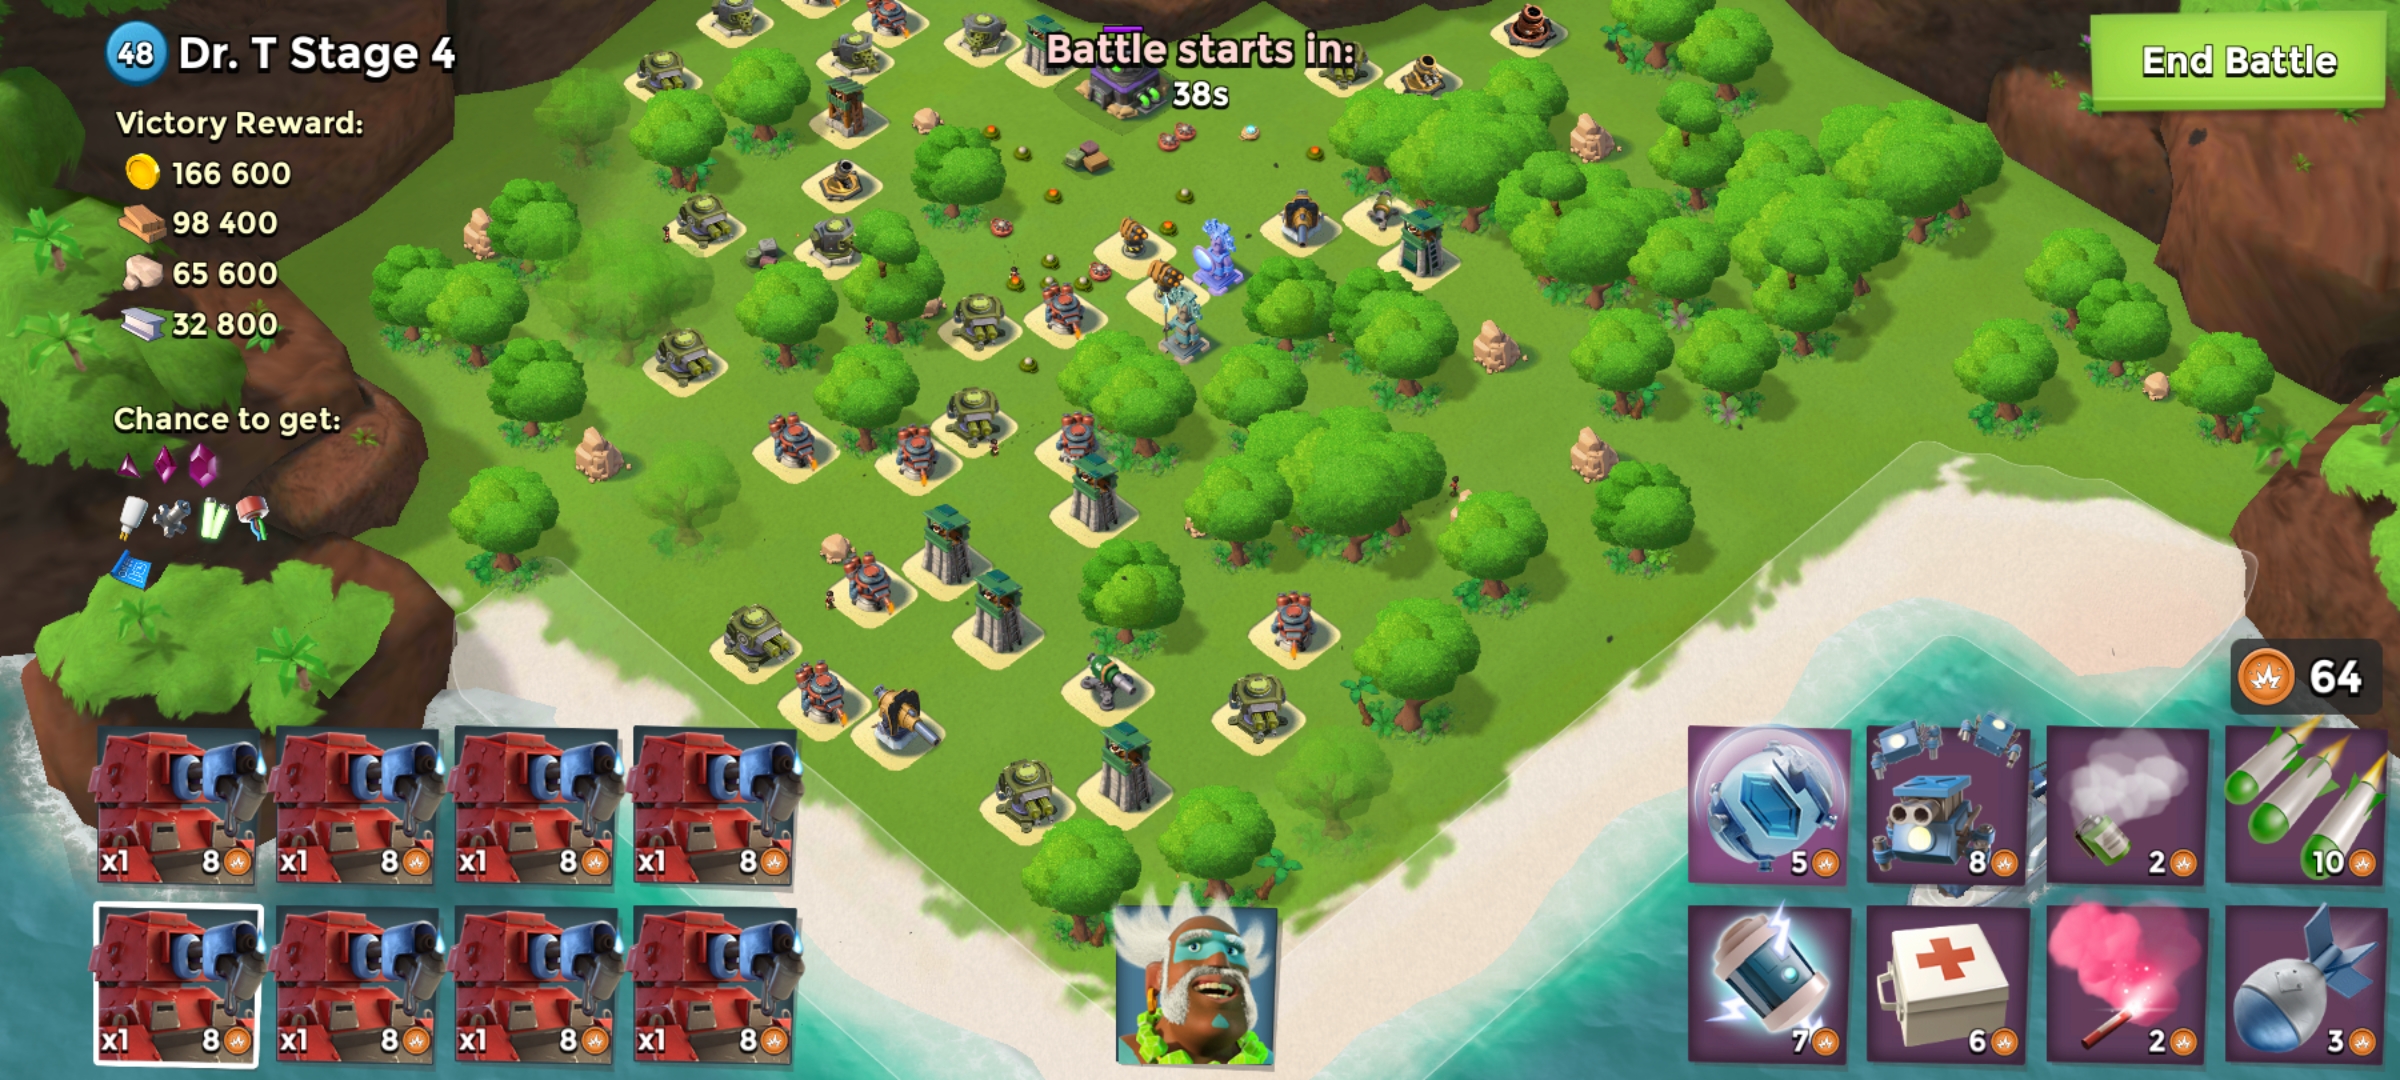 48 Dr. T Stage 4
Battle starts in:
38s
End Battle
Victory Reward:
166 600
98 400
65 600
32 800
Chance to get:
64
x1 8
x1 8
x1 8
x1 8
5
8
2
10
x1 8
x1 8
x1 8
x1 8
7
6
2
3